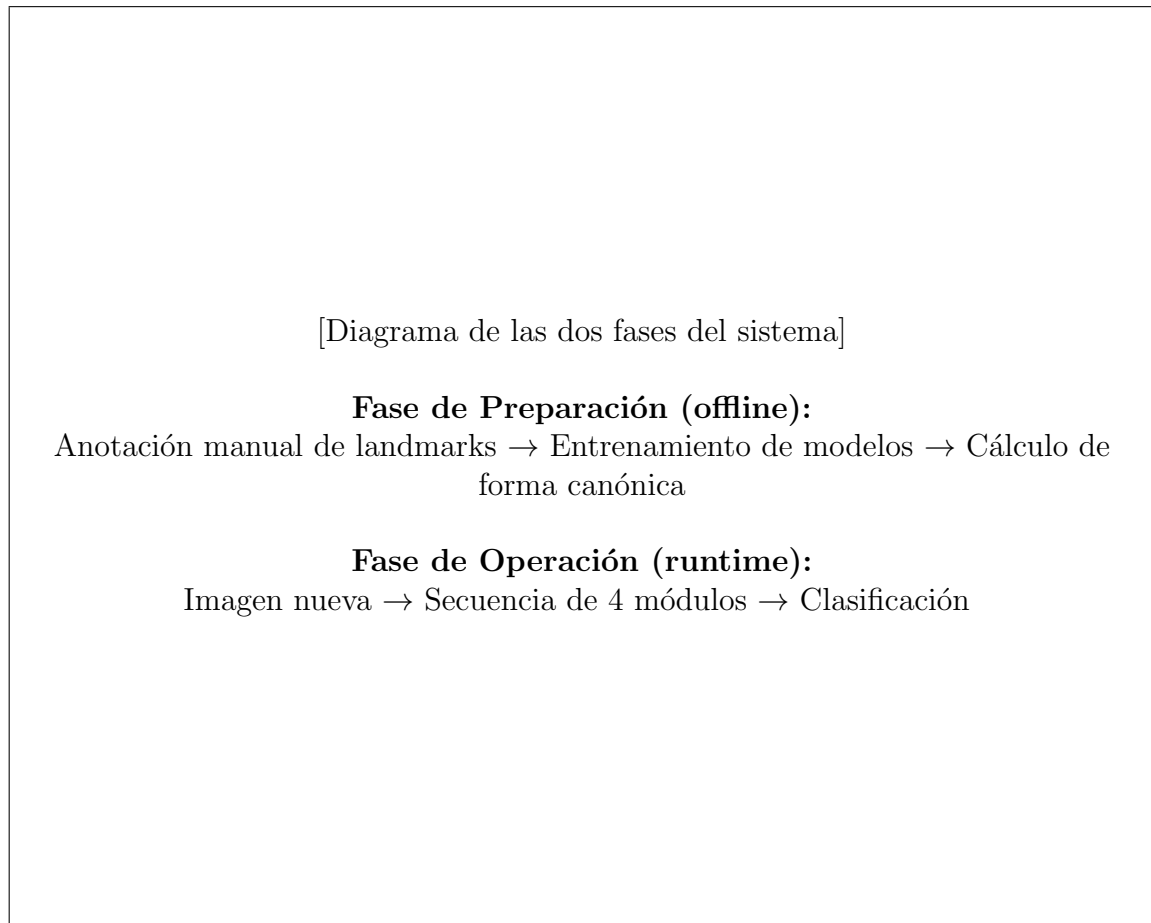 [Diagrama de las dos fases del sistema]
Fase de Preparación (offline):
Anotación manual de landmarks → Entrenamiento de modelos → Cálculo de
forma canónica
Fase de Operación (runtime):
Imagen nueva → Secuencia de 4 módulos → Clasificación